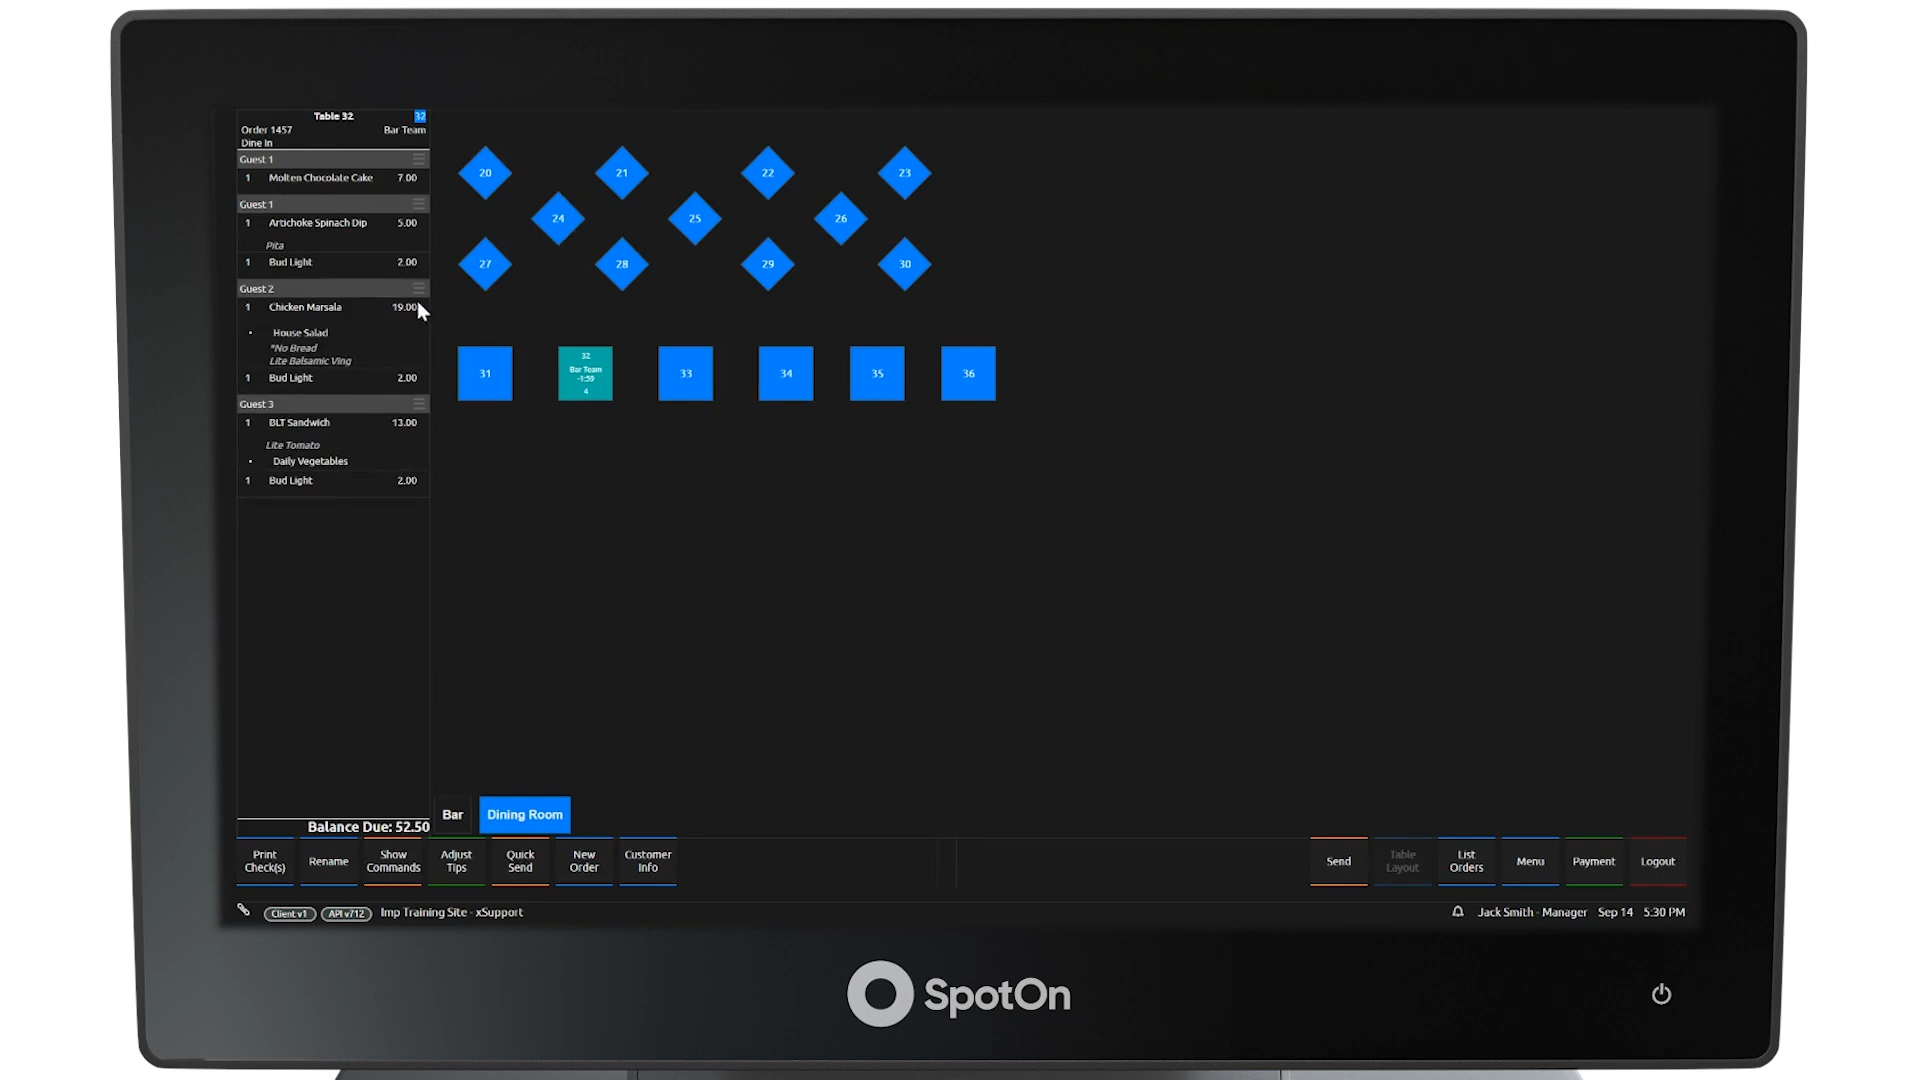 Table 32 32
Order 1457 Bar Team
Dine In
Guest 1
1 Molten Chocolate Cake 7.00
Guest 1
1 Artichoke Spinach Dip 5.00
Pita
1 Bud Light 2.00
Guest 2
1 Chicken Marsala 19.00
• House Salad
*No Bread
Lite Balsamic Ving
1 Bud Light 2.00
Guest 3
1 BLT Sandwich 13.00
Lite Tomato
• Daily Vegetables
1 Bud Light 2.00
Balance Due: 52.50
20 21 22 23
24 25 26
27 28 29 30
31
32
Bar Team
-1:59
4
33 34 35 36
Bar Dining Room
Print
Check(s)
Rename
Show
Commands
Adjust
Tips
Quick
Send
New
Order
Customer
Info
Send
Table
Layout
List
Orders
Menu
Payment
Logout
Client v1 API v712 Imp Training Site - xSupport
Jack Smith - Manager Sep 14 5:30 PM
SpotOn